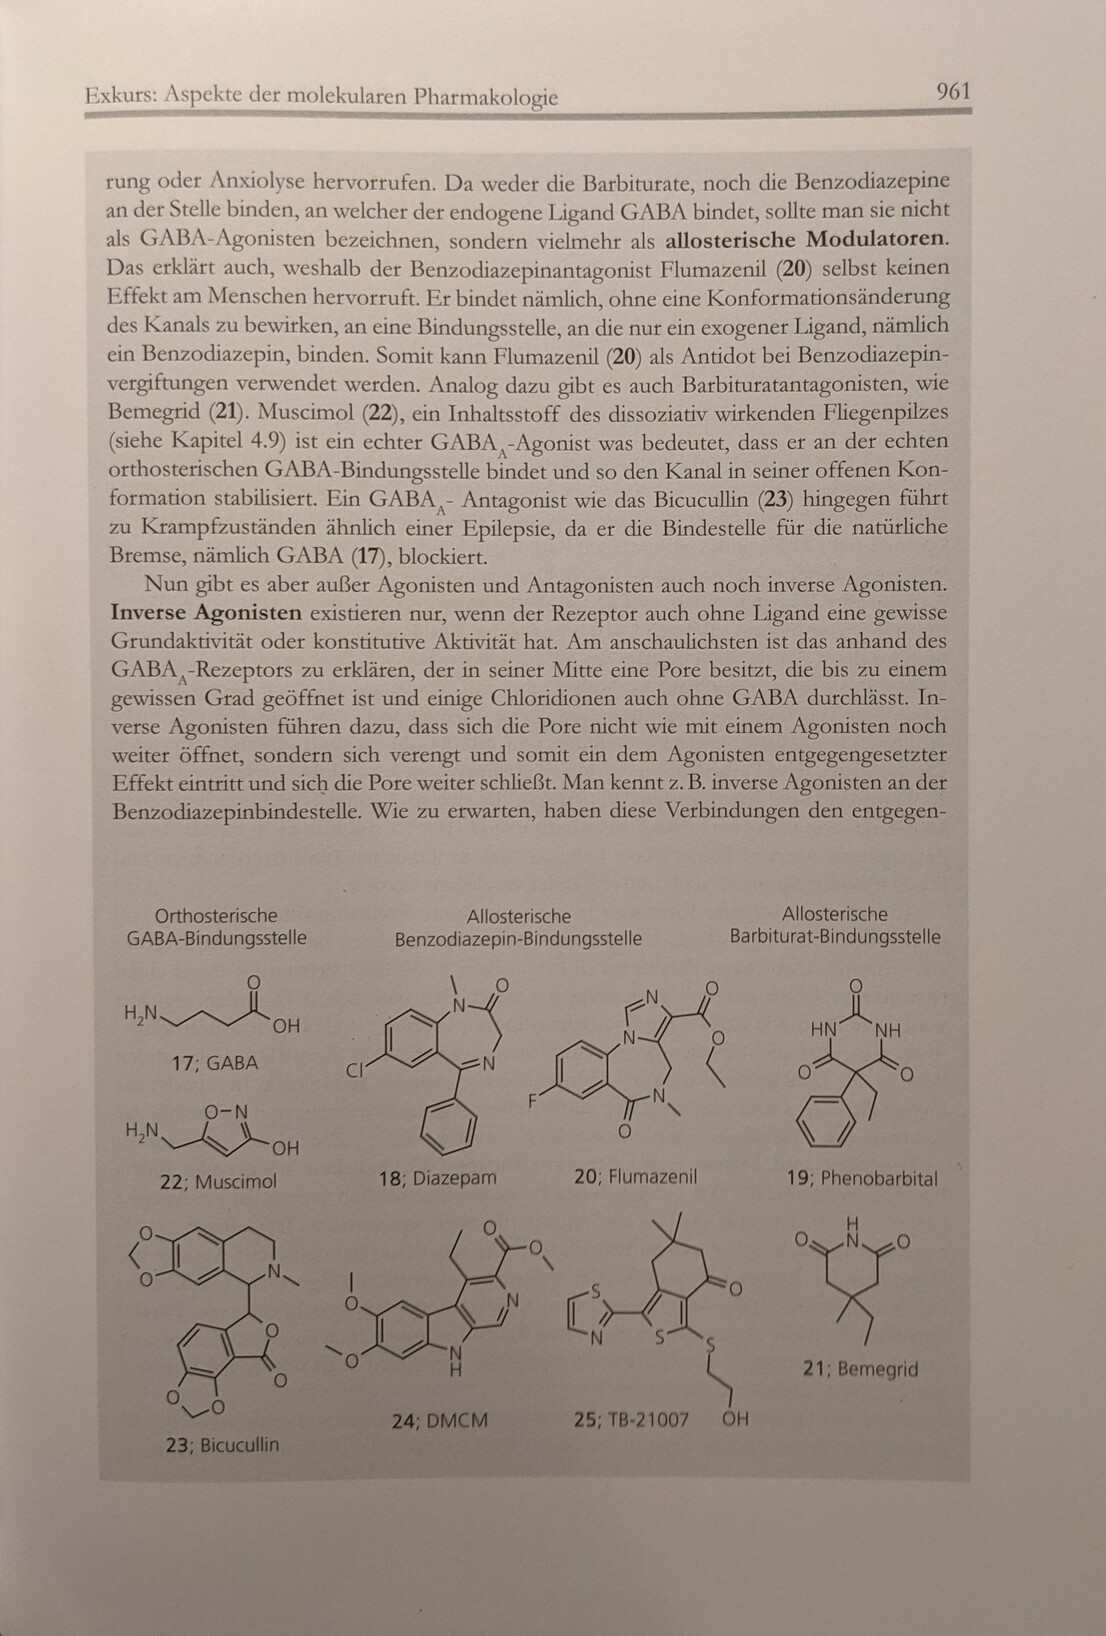 Exkurs: Aspekte der molekularen Pharmakologie 961
rung oder Anxiolyse hervorrufen. Da weder die Barbiturate, noch die Benzodiazepine
an der Stelle binden, an welcher der endogene Ligand GABA bindet, sollte man sie nicht
als GABA-Agonisten bezeichnen, sondern vielmehr als allosterische Modulatoren.
Das erklärt auch, weshalb der Benzodiazepinantagonist Flumazenil (20) selbst keinen
Effekt am Menschen hervorruft. Er bindet nämlich, ohne eine Konformationsänderung
des Kanals zu bewirken, an eine Bindungsstelle, an die nur ein exogener Ligand, nämlich
ein Benzodiazepin, binden. Somit kann Flumazenil (20) als Antidot bei Benzodiazepin-
vergiftungen verwendet werden. Analog dazu gibt es auch Barbituratantagonisten, wie
Bemegrid (21). Muscimol (22), ein Inhaltsstoff des dissoziativ wirkenden Fliegenpilzes
(siehe Kapitel 4.9) ist ein echter GABA_A-Agonist was bedeutet, dass er an der echten
orthosterischen GABA-Bindungsstelle bindet und so den Kanal in seiner offenen Kon-
formation stabilisiert. Ein GABA_A- Antagonist wie das Bicucullin (23) hingegen führt
zu Krampfzuständen ähnlich einer Epilepsie, da er die Bindestelle für die natürliche
Bremse, nämlich GABA (17), blockiert.
Nun gibt es aber außer Agonisten und Antagonisten auch noch inverse Agonisten.
Inverse Agonisten existieren nur, wenn der Rezeptor auch ohne Ligand eine gewisse
Grundaktivität oder konstitutive Aktivität hat. Am anschaulichsten ist das anhand des
GABA_A-Rezeptors zu erklären, der in seiner Mitte eine Pore besitzt, die bis zu einem
gewissen Grad geöffnet ist und einige Chloridionen auch ohne GABA durchlässt. In-
verse Agonisten führen dazu, dass sich die Pore nicht wie mit einem Agonisten noch
weiter öffnet, sondern sich verengt und somit ein dem Agonisten entgegengesetzter
Effekt eintritt und sich die Pore weiter schließt. Man kennt z. B. inverse Agonisten an der
Benzodiazepinbindestelle. Wie zu erwarten, haben diese Verbindungen den entgegen-
Orthosterische
GABA-Bindungsstelle
Allosterische
Benzodiazepin-Bindungsstelle
Allosterische
Barbiturat-Bindungsstelle
H₂N O OH
17; GABA
H₂N O-N OH
22; Muscimol
N O Cl N
18; Diazepam
N O N O F N O
20; Flumazenil
O HN NH O O
19; Phenobarbital
O O N O O O O
23; Bicucullin
O O O O N N H
24; DMCM
S N O S S OH
25; TB-21007
H O N O
21; Bemegrid